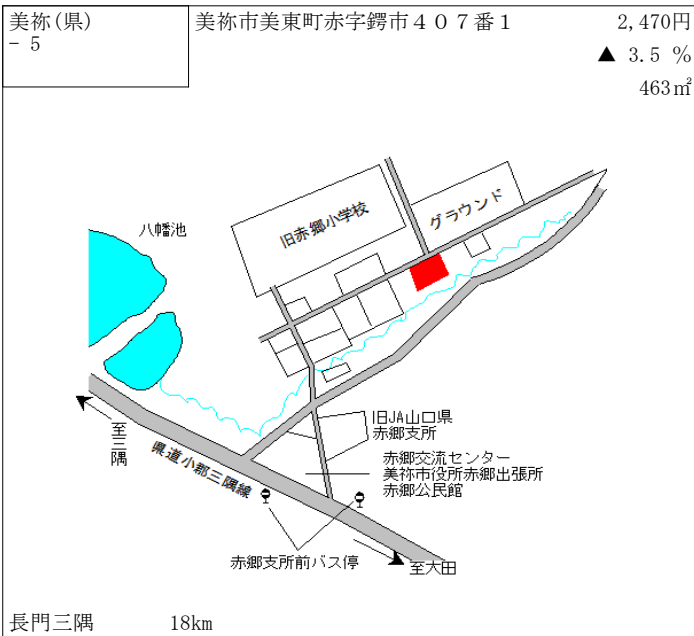 美祢(県)
- 5
美祢市美東町赤字鍔市４０７番１
2,470円
▲ 3.5 %
463㎡
八幡池
旧赤郷小学校
グラウンド
至三隅
県道小郡三隅線
旧JA山口県
赤郷支所
赤郷交流センター
美祢市役所赤郷出張所
赤郷公民館
赤郷支所前バス停
至大田
長門三隅
18km